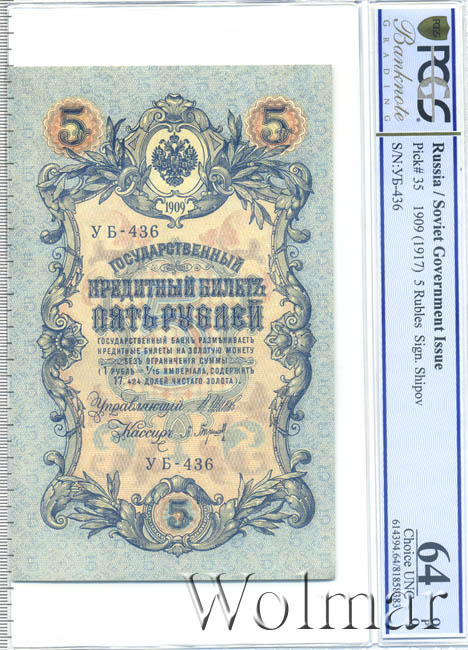 5 5
1909
УБ-436
ГОСУДАРСТВЕННЫЙ
КРЕДИТНЫЙ БИЛЕТЪ
ПЯТЬ РУБЛЕЙ
ГОСУДАРСТВЕННЫЙ БАНКЪ РАЗМѢНИВАЕТЪ
КРЕДИТНЫЕ БИЛЕТЫ НА ЗОЛОТУЮ МОНЕТУ
БЕЗЪ ОГРАНИЧЕНІЯ СУММЫ
(1 РУБЛЬ = 1/15 ИМПЕРІАЛА, СОДЕРЖИТЪ
17,424 ДОЛЕЙ ЧИСТАГО ЗОЛОТА).
Управляющій
Кассиръ
УБ-436
5
PCGS
Banknote
GRADING
Russia / Soviet Government Issue
Pick# 35 1909 (1917) 5 Rubles Sign. Shipov
S/N:УБ-436
64
Choice UNC
Wolmar